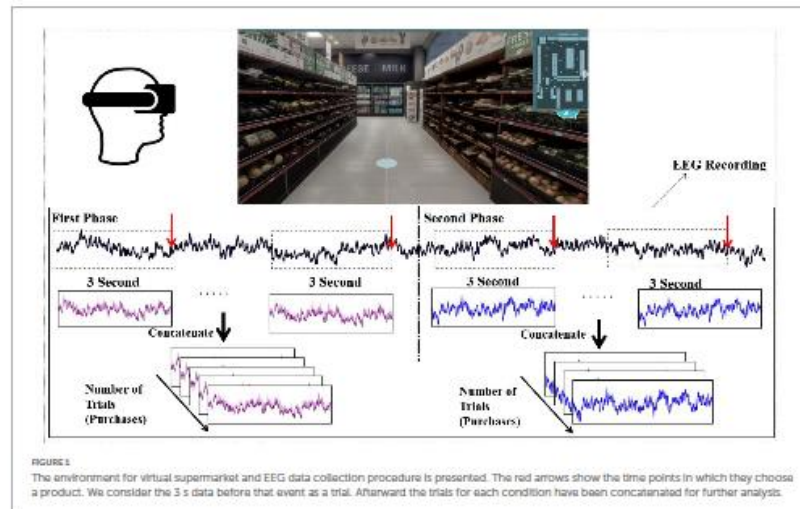 MILK
EEG Recording
First Phase
Second Phase
3 Second
3 Second
3 Second
3 Second
Concatenate
Concatenate
Number of
Trials
(Purchases)
Number of
Trials
(Purchases)
FIGURE 1
The environment for virtual supermarket and EEG data collection procedure is presented. The red arrows show the time points in which they choose
a product. We consider the 3 s data before that event as a trial. Afterward the trials for each condition have been concatenated for further analysis.